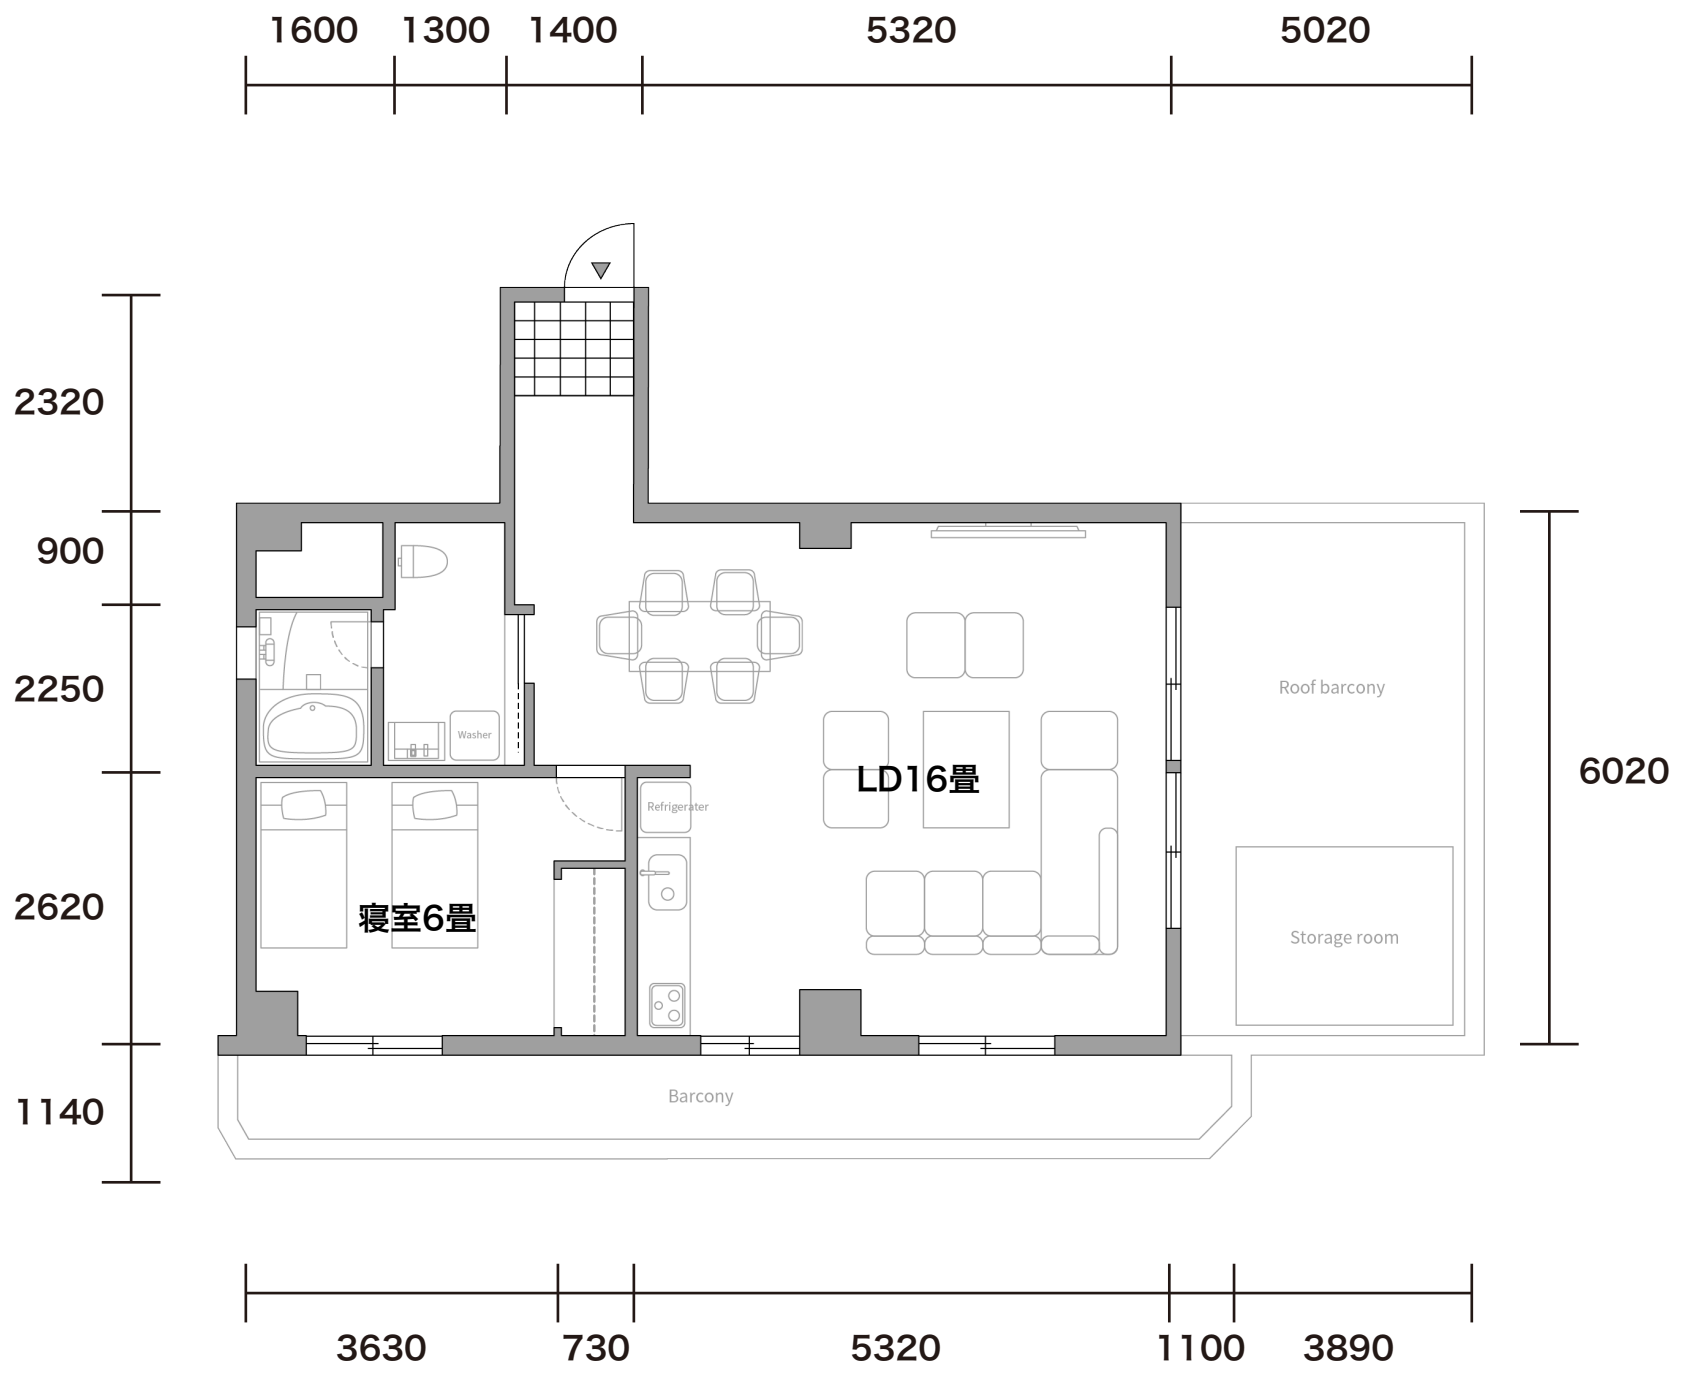 1600 1300 1400 5320 5020
2320
900
2250
2620
1140
Washer
Refrigerater
LD16畳
寝室6畳
Roof barcony
Storage room
Barcony
6020
3630 730 5320 1100 3890